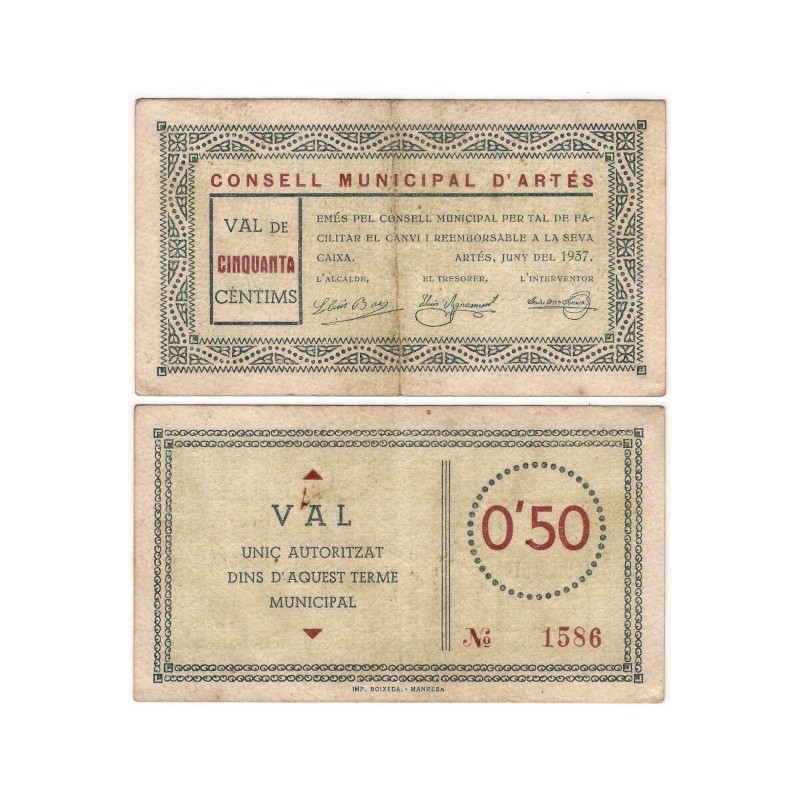 CONSELL MUNICIPAL D'ARTÉS
VAL DE
CINQUANTA
CÈNTIMS
EMÉS PEL CONSELL MUNICIPAL PER TAL DE FA-
CILITAR EL CANVI I REEMBORSABLE A LA SEVA
CAIXA. ARTÉS, JUNY DEL 1937.
L'ALCALDE, EL TRESORER, L'INTERVENTOR
VAL
UNIÇ AUTORITZAT
DINS D'AQUEST TERME
MUNICIPAL
0'50
№ 1586
IMP. BOIXEDA. - MANRESA